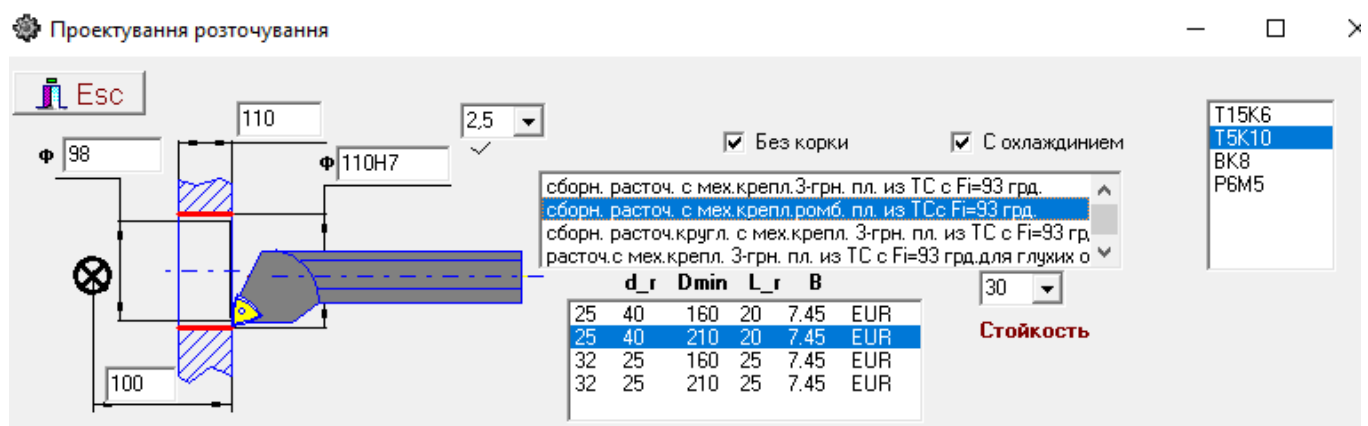 Проектування розточування
Esc
110
Ф 98
Ф 110H7
2,5
Без корки
С охлаждинием
T15K6
T5K10
BK8
P6M5
сборн. расточ. с мех.крепл.3-грн. пл. из ТС с Fi=93 грд.
сборн. расточ. с мех.крепл.ромб. пл. из ТСс Fi=93 грд.
сборн. расточ.кругл. с мех.крепл. 3-грн. пл. из ТС с Fi=93 гр
расточ.с мех.крепл. 3-грн. пл. из ТС с Fi=93 грд.для глухих о
d_r Dmin L_r B
25 40 160 20 7.45 EUR
25 40 210 20 7.45 EUR
32 25 160 25 7.45 EUR
32 25 210 25 7.45 EUR
30
Стойкость
100